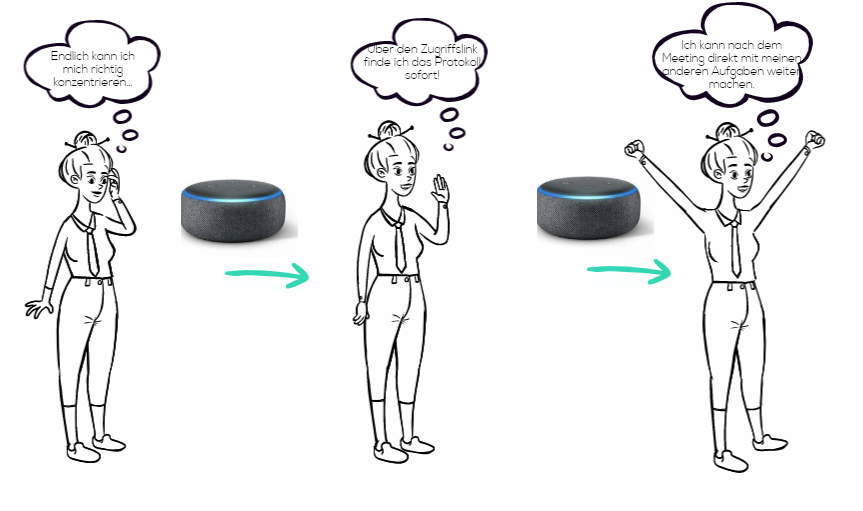 Endlich kann ich
mich richtig
konzentrieren...
Über den Zugriffslink
finde ich das Protokoll
sofort!
Ich kann nach dem
Meeting direkt mit meinen
anderen Aufgaben weiter
machen.